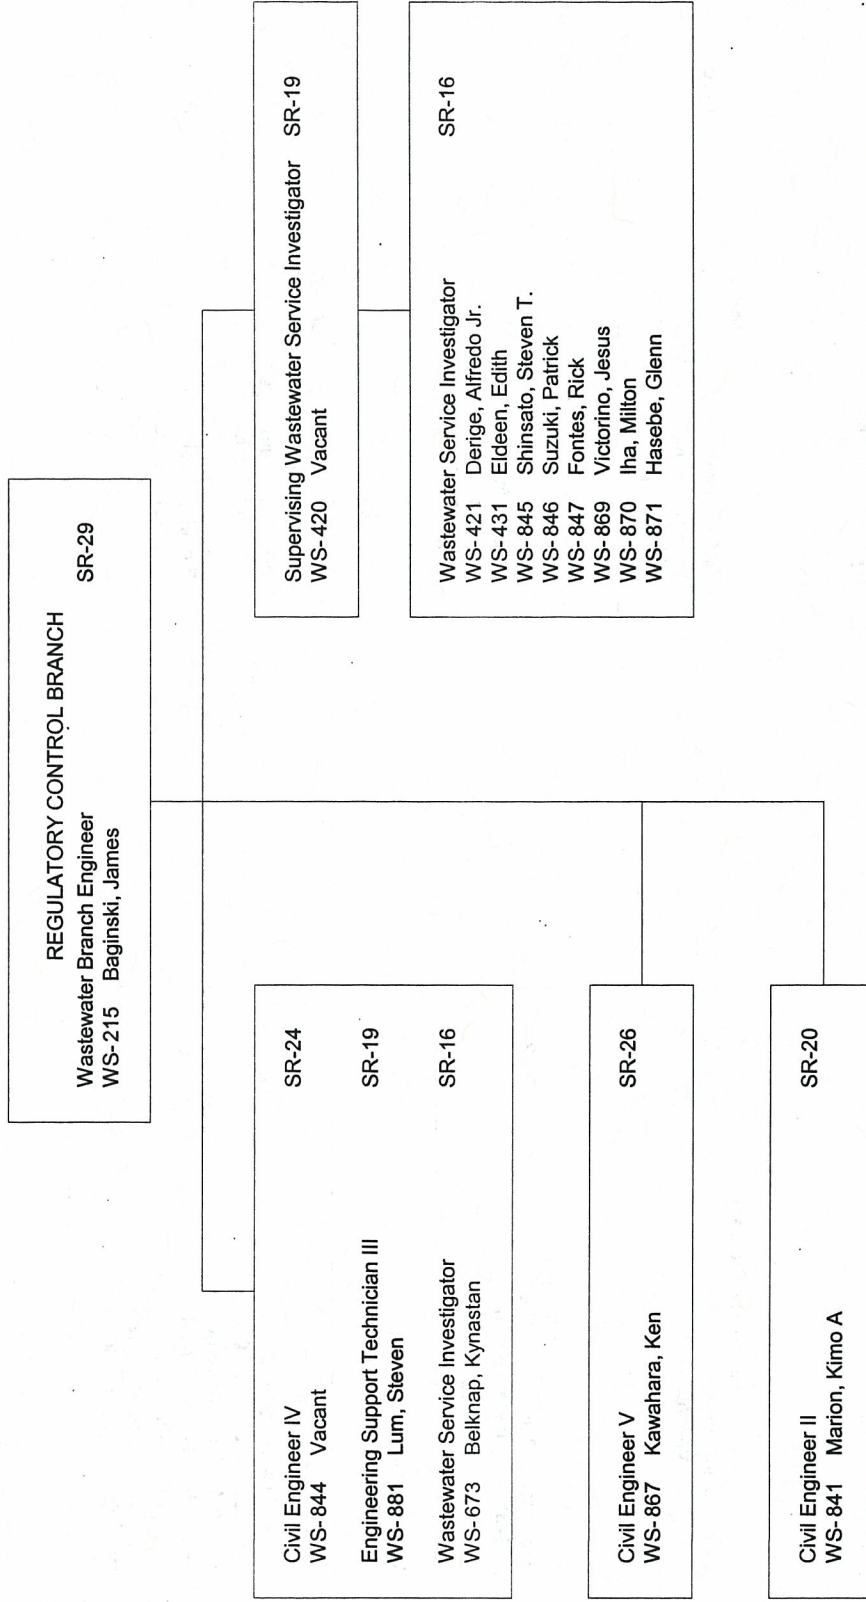 REGULATORY CONTROL BRANCH
Wastewater Branch Engineer
WS-215 Baginski, James SR-29
Civil Engineer IV SR-24
WS-844 Vacant
Engineering Support Technician III SR-19
WS-881 Lum, Steven
Wastewater Service Investigator SR-16
WS-673 Belknap, Kynastan
Civil Engineer V SR-26
WS-867 Kawahara, Ken
Civil Engineer II SR-20
WS-841 Marion, Kimo A
Supervising Wastewater Service Investigator SR-19
WS-420 Vacant
Wastewater Service Investigator SR-16
WS-421 Derige, Alfredo Jr.
WS-431 Eldeen, Edith
WS-845 Shinsato, Steven T.
WS-846 Suzuki, Patrick
WS-847 Fontes, Rick
WS-869 Victorino, Jesus
WS-870 Iha, Milton
WS-871 Hasebe, Glenn